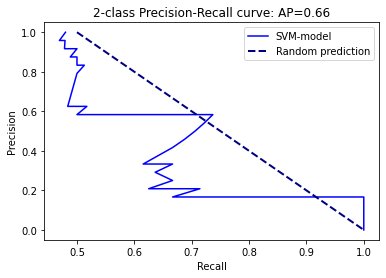 2-class Precision-Recall curve: AP=0.66
SVM-model
Random prediction
Precision
1.0
0.8
0.6
0.4
0.2
0.0
0.5 0.6 0.7 0.8 0.9 1.0
Recall